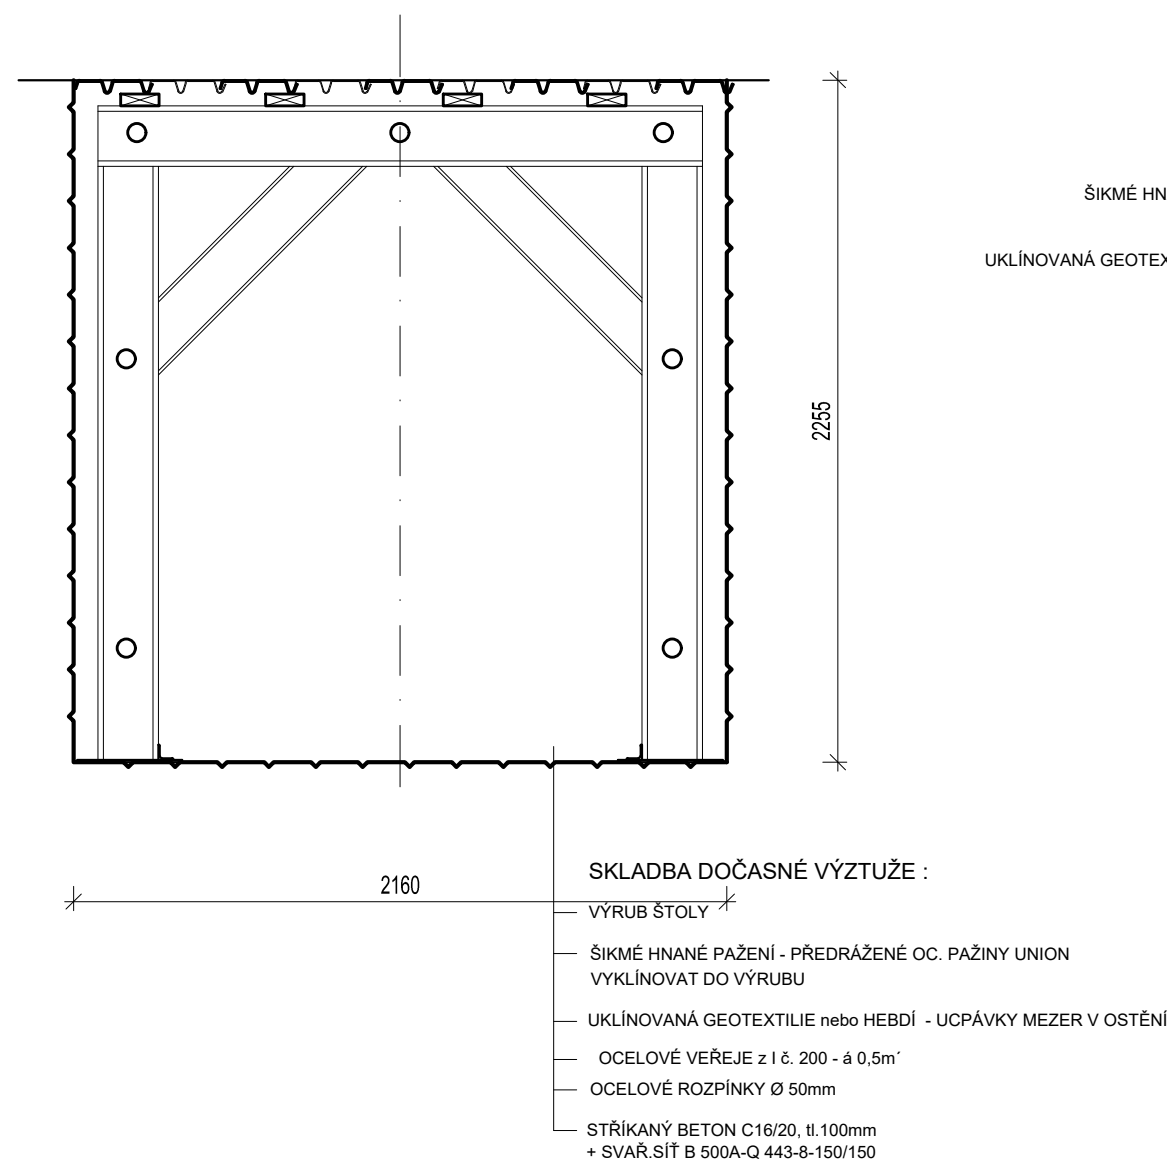 ŠIKMÉ HN
UKLÍNOVANÁ GEOTEX
2255
2160
SKLADBA DOČASNÉ VÝZTUŽE :
VÝRUB ŠTOLY
ŠIKMÉ HNANÉ PAŽENÍ - PŘEDRÁŽENÉ OC. PAŽINY UNION
VYKLÍNOVAT DO VÝRUBU
UKLÍNOVANÁ GEOTEXTILIE nebo HEBDÍ - UCPÁVKY MEZER V OSTĚNÍ
OCELOVÉ VEŘEJE z I č. 200 - á 0,5m´
OCELOVÉ ROZPÍNKY Ø 50mm
STŘÍKANÝ BETON C16/20, tl.100mm
+ SVAŘ.SÍŤ B 500A-Q 443-8-150/150